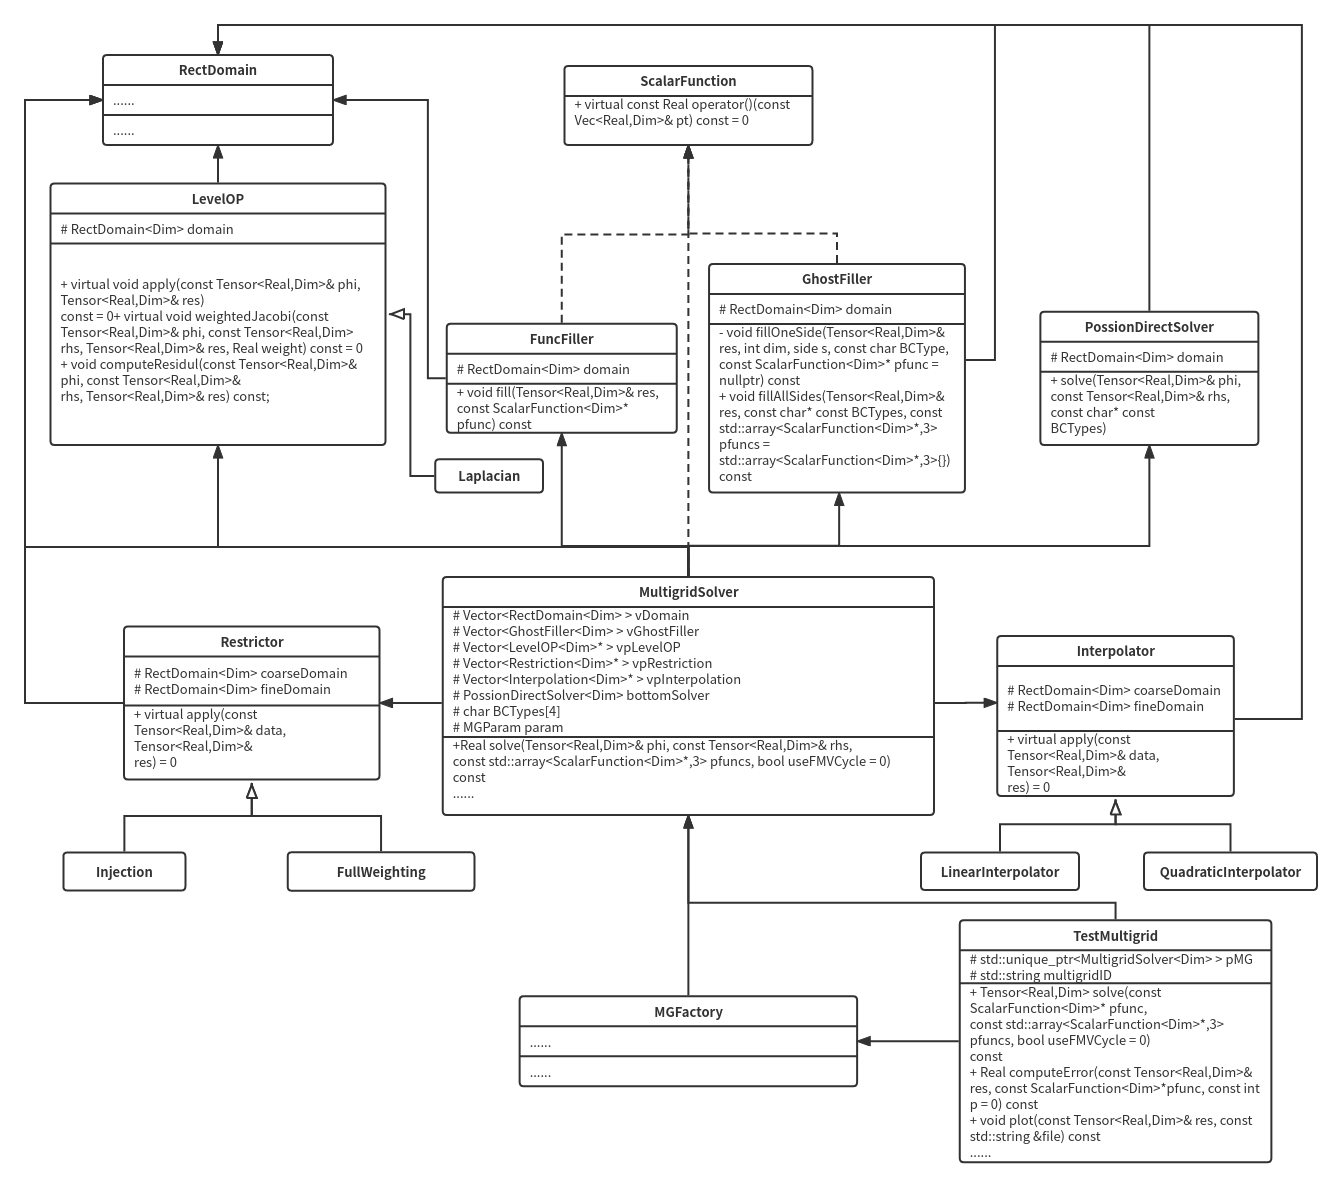 RectDomain
......
......
ScalarFunction
+ virtual const Real operator()(const
Vec<Real,Dim>& pt) const = 0
LevelOP
# RectDomain<Dim> domain
+ virtual void apply(const Tensor<Real,Dim>& phi,
Tensor<Real,Dim>& res)
const = 0+ virtual void weightedJacobi(const
Tensor<Real,Dim>& phi, const Tensor<Real,Dim>
rhs, Tensor<Real,Dim>& res, Real weight) const = 0
+ void computeResidul(const Tensor<Real,Dim>&
phi, const Tensor<Real,Dim>&
rhs, Tensor<Real,Dim>& res) const;
FuncFiller
# RectDomain<Dim> domain
+ void fill(Tensor<Real,Dim>& res,
const ScalarFunction<Dim>*
pfunc) const
GhostFiller
# RectDomain<Dim> domain
- void fillOneSide(Tensor<Real,Dim>&
res, int dim, side s, const char BCType,
const ScalarFunction<Dim>* pfunc =
nullptr) const
+ void fillAllSides(Tensor<Real,Dim>&
res, const char* const BCTypes, const
std::array<ScalarFunction<Dim>*,3>
pfuncs =
std::array<ScalarFunction<Dim>*,3>{})
const
PossionDirectSolver
# RectDomain<Dim> domain
+ solve(Tensor<Real,Dim>& phi,
const Tensor<Real,Dim>& rhs,
const char* const
BCTypes)
Laplacian
Restrictor
# RectDomain<Dim> coarseDomain
# RectDomain<Dim> fineDomain
+ virtual apply(const
Tensor<Real,Dim>& data,
Tensor<Real,Dim>&
res) = 0
MultigridSolver
# Vector<RectDomain<Dim> > vDomain
# Vector<GhostFiller<Dim> > vGhostFiller
# Vector<LevelOP<Dim>* > vpLevelOP
# Vector<Restriction<Dim>* > vpRestriction
# Vector<Interpolation<Dim>* > vpInterpolation
# PossionDirectSolver<Dim> bottomSolver
# char BCTypes[4]
# MGParam param
+Real solve(Tensor<Real,Dim>& phi, const Tensor<Real,Dim>& rhs,
const std::array<ScalarFunction<Dim>*,3> pfuncs, bool useFMVCycle = 0)
const
......
Interpolator
# RectDomain<Dim> coarseDomain
# RectDomain<Dim> fineDomain
+ virtual apply(const
Tensor<Real,Dim>& data,
Tensor<Real,Dim>&
res) = 0
Injection
FullWeighting
LinearInterpolator
QuadraticInterpolator
MGFactory
......
......
TestMultigrid
# std::unique_ptr<MultigridSolver<Dim> > pMG
# std::string multigridID
+ Tensor<Real,Dim> solve(const
ScalarFunction<Dim>* pfunc,
const std::array<ScalarFunction<Dim>*,3>
pfuncs, bool useFMVCycle = 0)
const
+ Real computeError(const Tensor<Real,Dim>&
res, const ScalarFunction<Dim>*pfunc, const int
p = 0) const
+ void plot(const Tensor<Real,Dim>& res, const
std::string &file) const
......